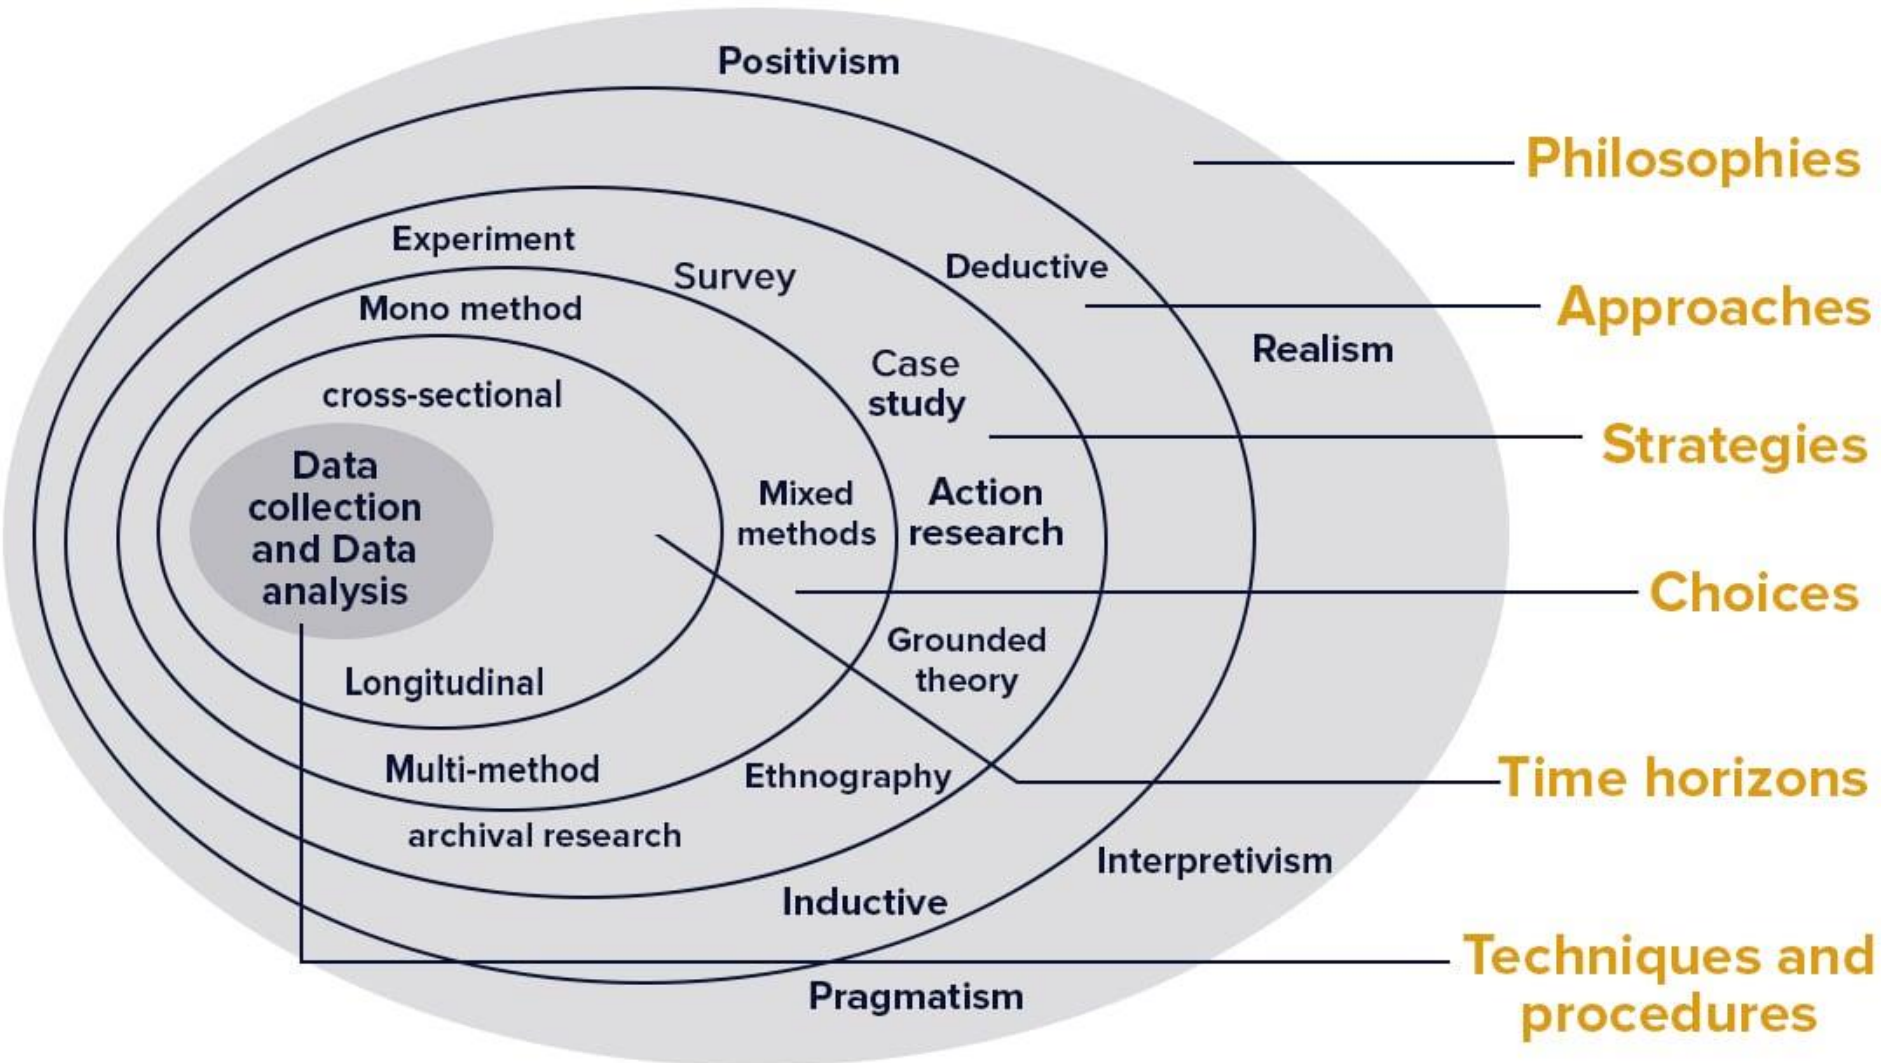 Positivism
Philosophies
Experiment
Survey
Deductive
Approaches
Mono method
Realism
Case
study
cross-sectional
Strategies
Data
collection
and Data
analysis
Mixed
methods
Action
research
Choices
Grounded
theory
Longitudinal
Multi-method
Ethnography
Time horizons
archival research
Interpretivism
Inductive
Techniques and
procedures
Pragmatism